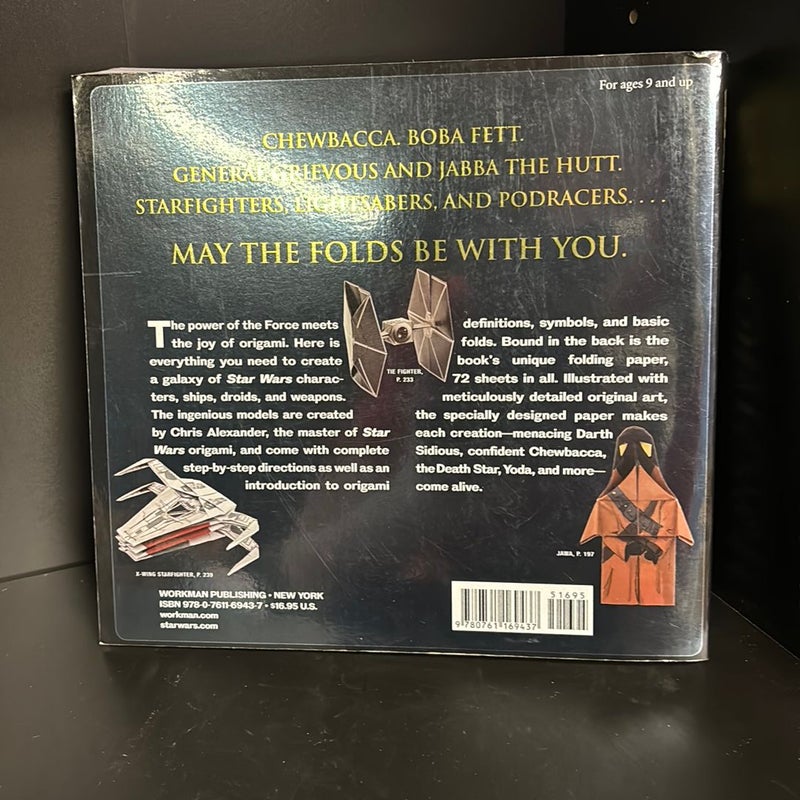 For ages 9 and up
CHEWBACCA. BOBA FETT.
GENERAL GRIEVOUS AND JABBA THE HUTT.
STARFIGHTERS, LIGHTSABERS, AND PODRACERS. . . .
MAY THE FOLDS BE WITH YOU.
The power of the Force meets
the joy of origami. Here is
everything you need to create
a galaxy of Star Wars charac-
ters, ships, droids, and weapons.
The ingenious models are created
by Chris Alexander, the master of Star
Wars origami, and come with complete
step-by-step directions as well as an
introduction to origami
definitions, symbols, and basic
folds. Bound in the back is the
book's unique folding paper,
72 sheets in all. Illustrated with
meticulously detailed original art,
the specially designed paper makes
each creation—menacing Darth
Sidious, confident Chewbacca,
the Death Star, Yoda, and more—
come alive.
TIE FIGHTER,
P. 233
X-WING STARFIGHTER, P. 239
JAWA, P. 197
WORKMAN PUBLISHING • NEW YORK
ISBN 978-0-7611-6943-7 • $16.95 U.S.
workman.com
starwars.com
51695
9 780761 169437